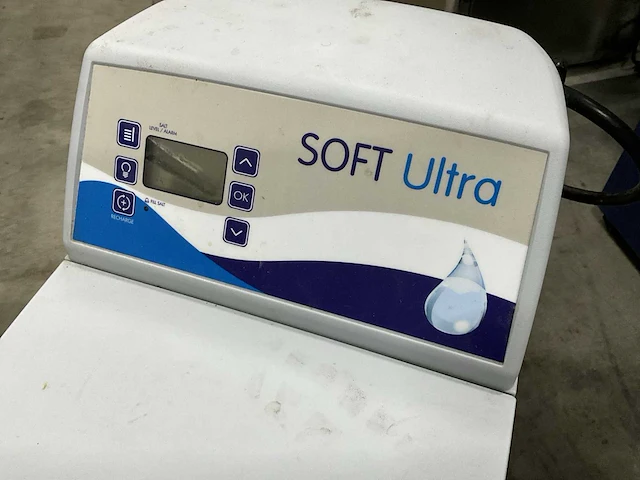 SALT
LEVEL / ALARM
SOFT Ultra
OK
FILL SALT
RECHARGE